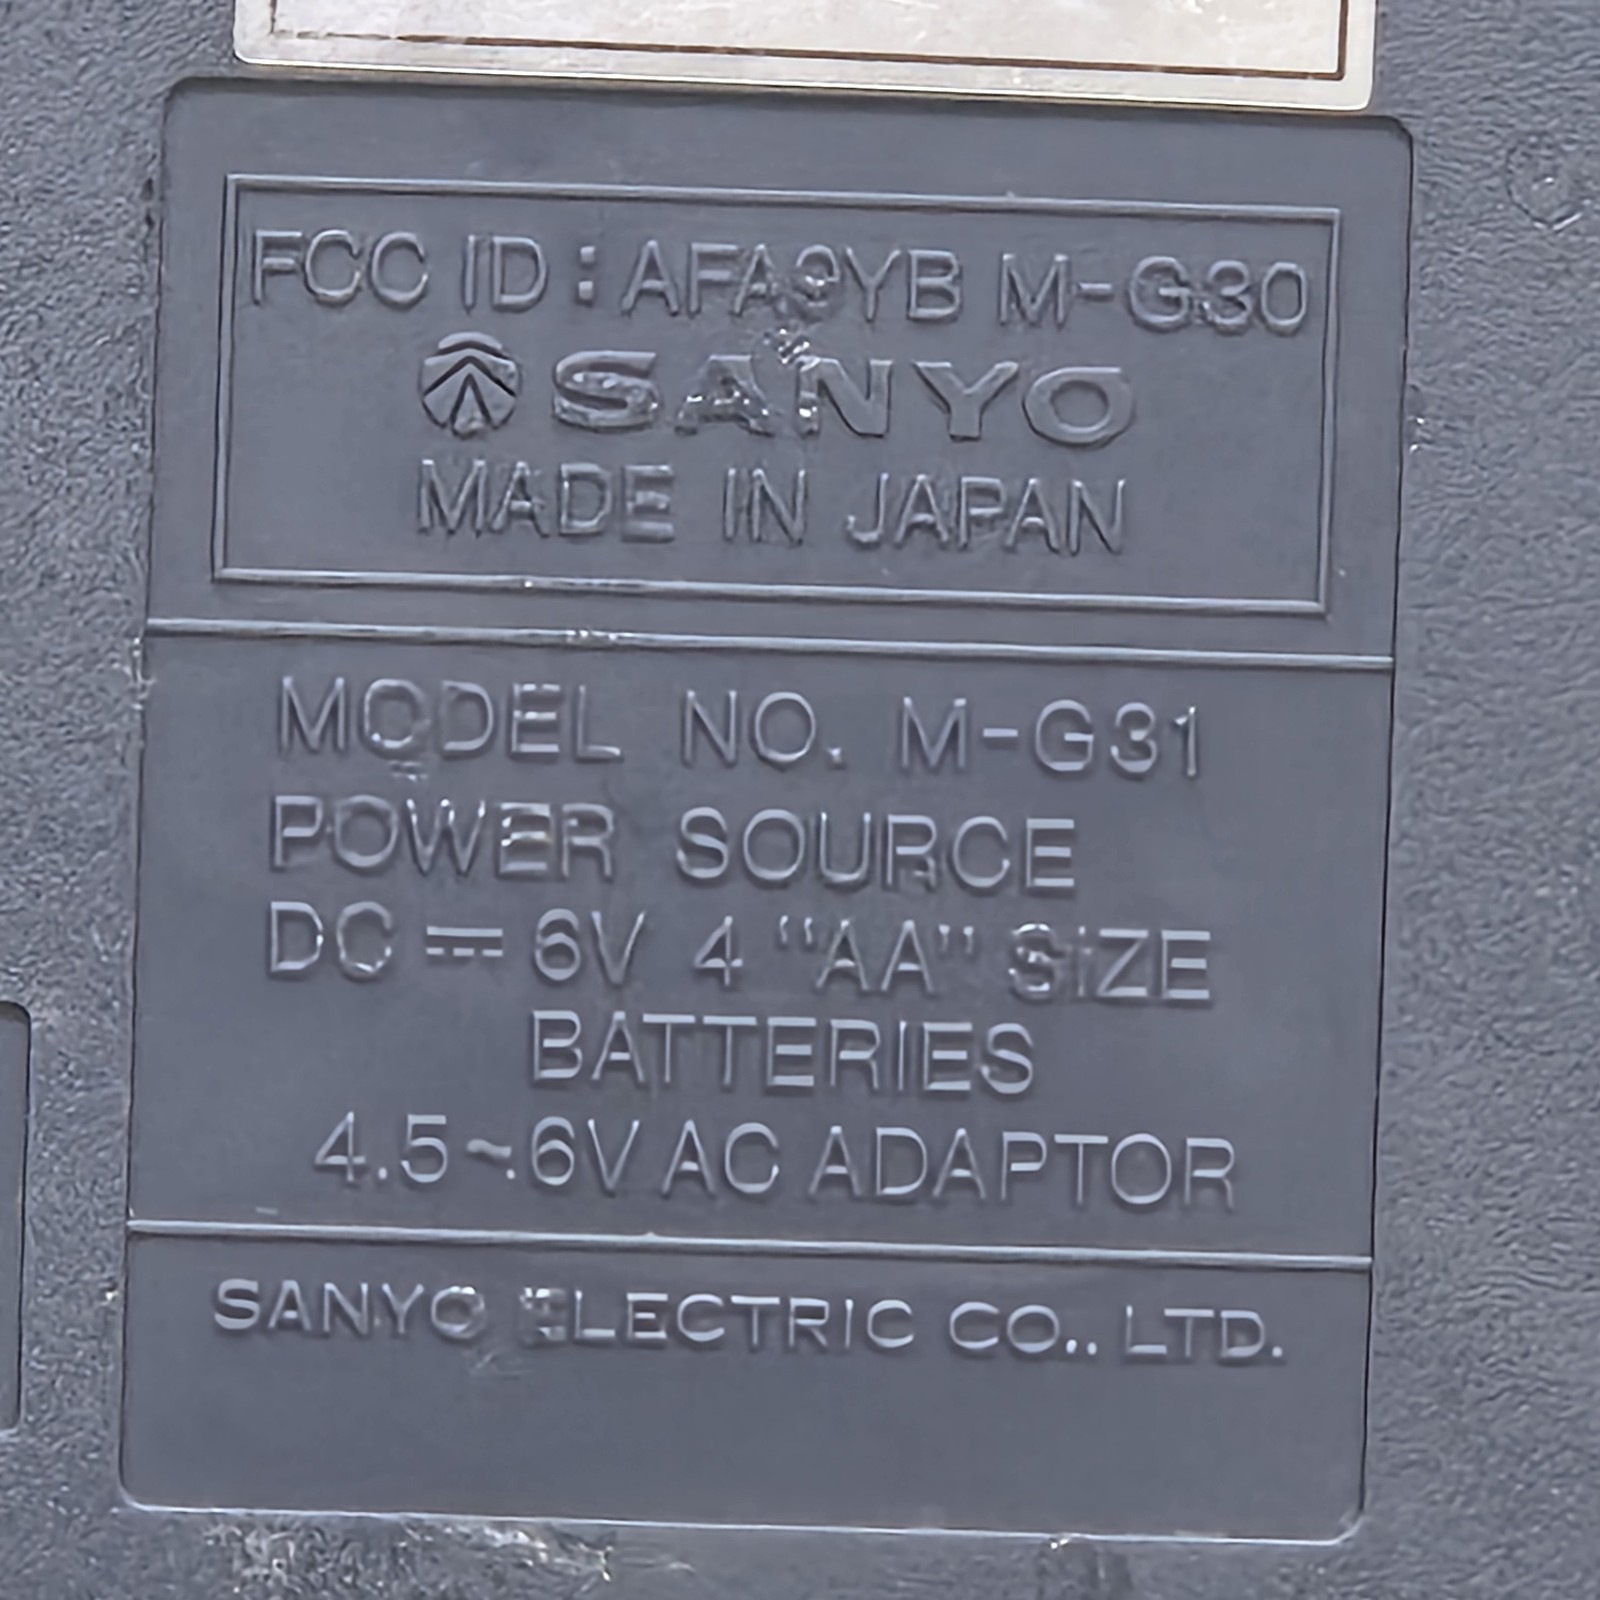 FCC ID : AFA9YB M-G30
SANYO
MADE IN JAPAN
MODEL NO. M-G31
POWER SOURCE
DC ⎓ 6V 4 "AA" SIZE
BATTERIES
4.5~6V AC ADAPTOR
SANYO ELECTRIC CO., LTD.